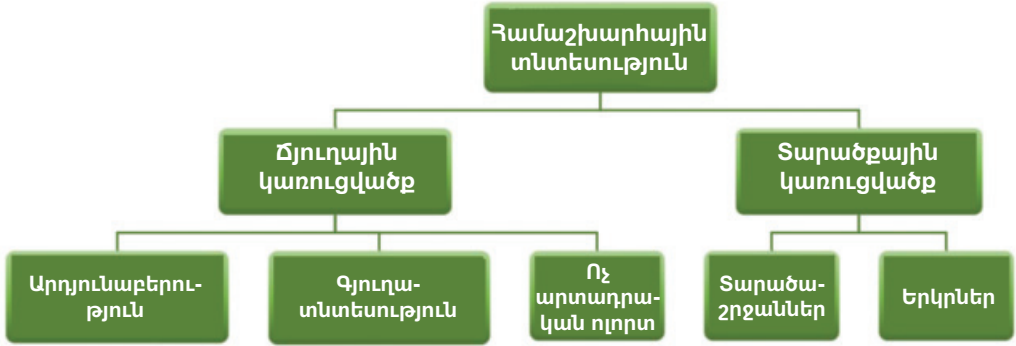 Համաշխարհային
տնտեսություն
Ճյուղային
կառուցվածք
Տարածքային
կառուցվածք
Արդյունաբերու-
թյուն
Գյուղա-
տնտեսություն
Ոչ
արտադրա-
կան ոլորտ
Տարածա-
շրջաններ
Երկրներ